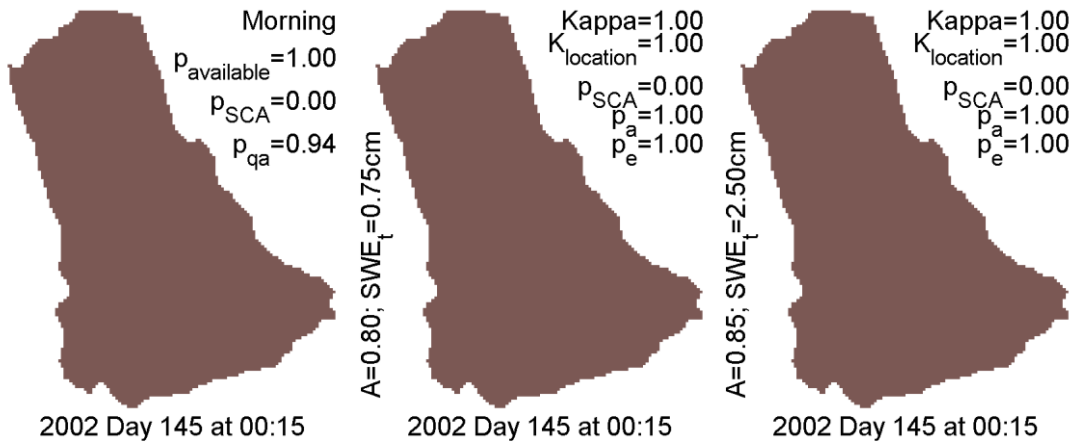 Morning
p_available=1.00
p_SCA=0.00
p_qa=0.94
2002 Day 145 at 00:15
A=0.80; SWE_t=0.75cm
Kappa=1.00
K_location=1.00
p_SCA=0.00
p_a=1.00
p_e=1.00
2002 Day 145 at 00:15
A=0.85; SWE_t=2.50cm
Kappa=1.00
K_location=1.00
p_SCA=0.00
p_a=1.00
p_e=1.00
2002 Day 145 at 00:15